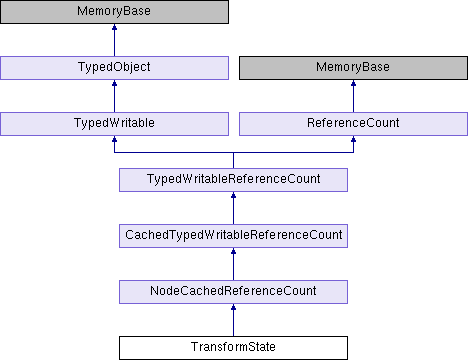 MemoryBase
TypedObject
MemoryBase
TypedWritable
ReferenceCount
TypedWritableReferenceCount
CachedTypedWritableReferenceCount
NodeCachedReferenceCount
TransformState